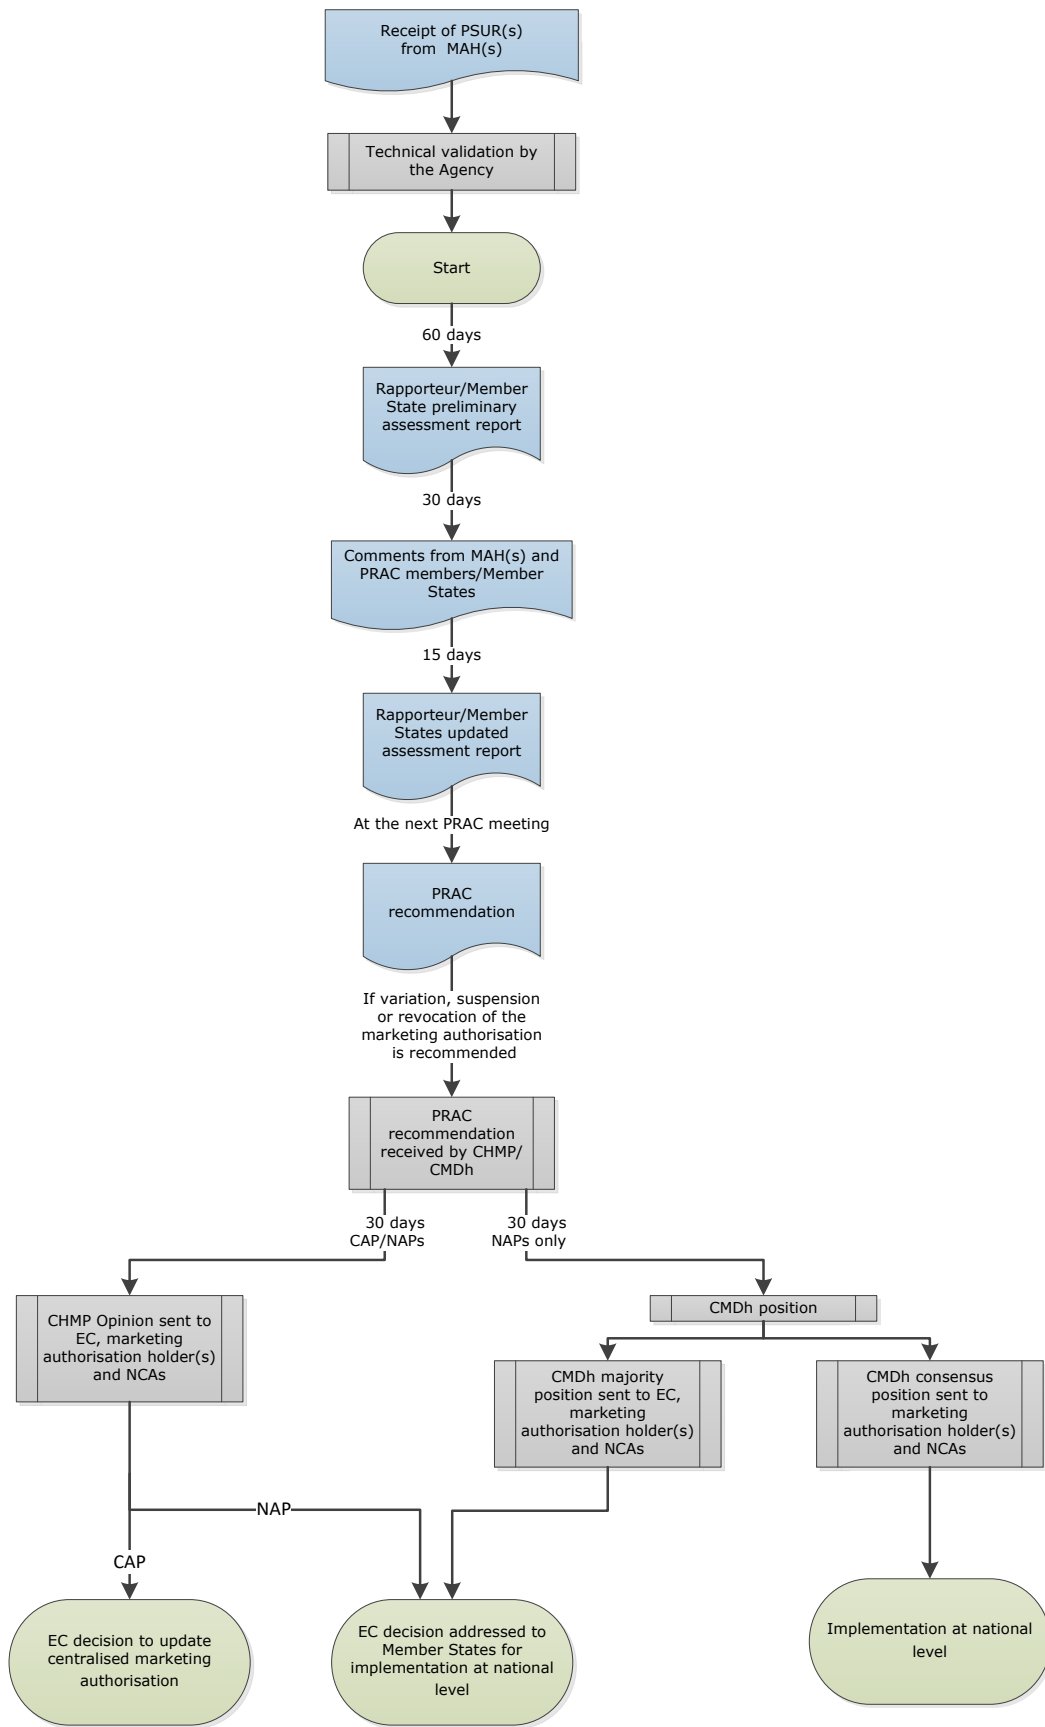 Receipt of PSUR(s)
from  MAH(s)
Technical validation by
the Agency
Start
60 days
Rapporteur/Member
State preliminary
assessment report
30 days
Comments from MAH(s) and
PRAC members/Member
States
15 days
Rapporteur/Member
States updated
assessment report
At the next PRAC meeting
PRAC
recommendation
If variation, suspension
or revocation of the
marketing authorisation
is recommended
PRAC
recommendation
received by CHMP/
CMDh
30 days
CAP/NAPs
30 days
NAPs only
CHMP Opinion sent to
EC, marketing
authorisation holder(s)
and NCAs
CMDh position
CMDh majority
position sent to EC,
marketing
authorisation holder(s)
and NCAs
CMDh consensus
position sent to
marketing
authorisation holder(s)
and NCAs
NAP
CAP
EC decision to update
centralised marketing
authorisation
EC decision addressed to
Member States for
implementation at national
level
Implementation at national
level